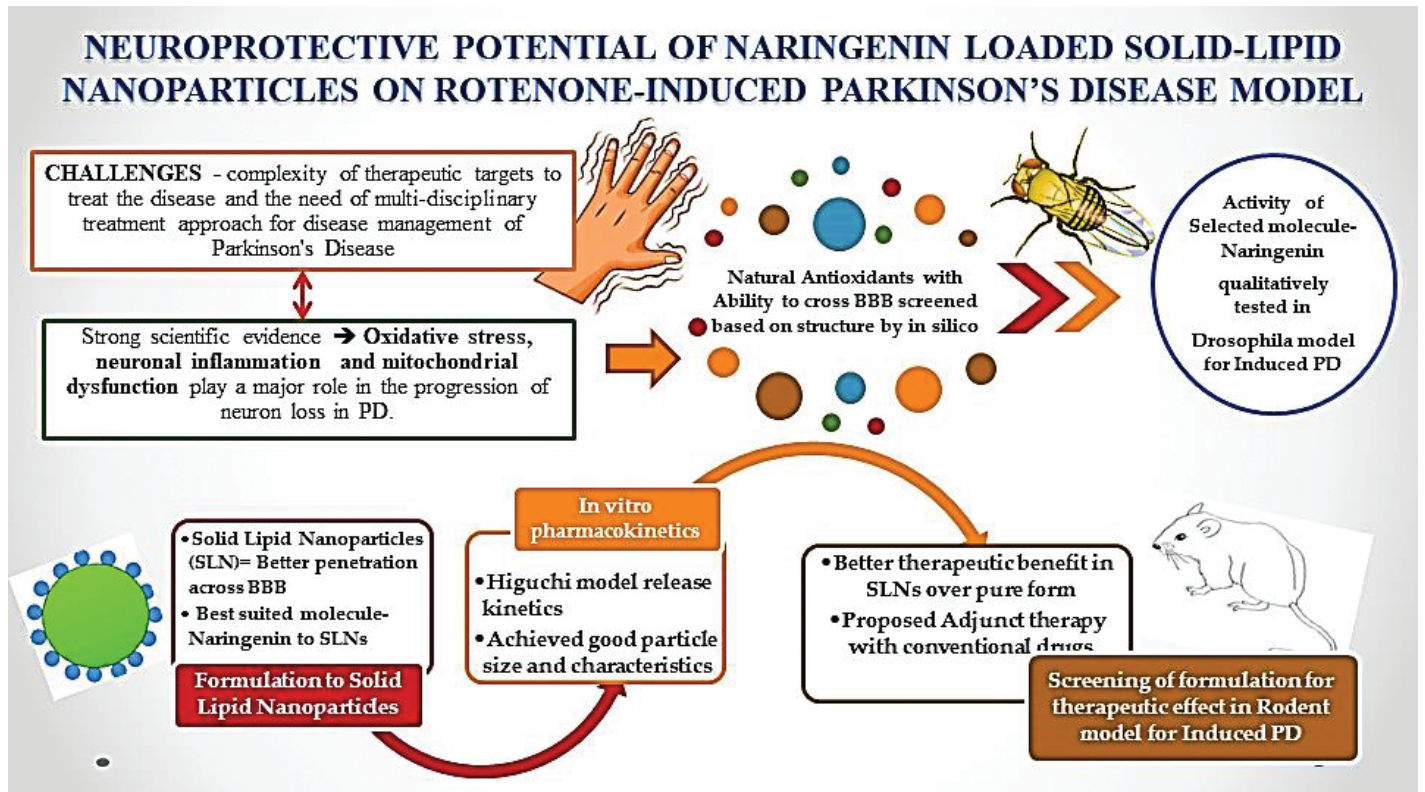 NEUROPROTECTIVE POTENTIAL OF NARINGENIN LOADED SOLID-LIPID
NANOPARTICLES ON ROTENONE-INDUCED PARKINSON'S DISEASE MODEL
CHALLENGES - complexity of therapeutic targets to
treat the disease and the need of multi-disciplinary
treatment approach for disease management of
Parkinson's Disease
Strong scientific evidence ➔ Oxidative stress,
neuronal inflammation and mitochondrial
dysfunction play a major role in the progression of
neuron loss in PD.
Natural Antioxidants with
Ability to cross BBB screened
based on structure by in silico
Activity of
Selected molecule-
Naringenin
qualitatively
tested in
Drosophila model
for Induced PD
•Solid Lipid Nanoparticles
(SLN)= Better penetration
across BBB
• Best suited molecule-
Naringenin to SLNs
Formulation to Solid
Lipid Nanoparticles
In vitro
pharmacokinetics
•Higuchi model release
kinetics
•Achieved good particle
size and characteristics
•Better therapeutic benefit in
SLNs over pure form
•Proposed Adjunct therapy
with conventional drugs
Screening of formulation for
therapeutic effect in Rodent
model for Induced PD